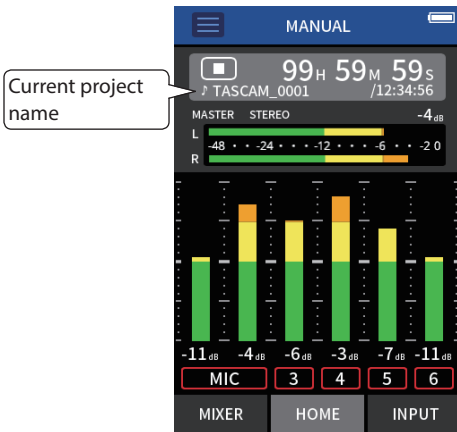 MANUAL
Current project
name
99H 59M 59s
♪ TASCAM_0001 /12:34:56
MASTER STEREO -4dB
L
-48 · · -24 · · · -12 · · · -6 · · -2 0
R
-11dB -4dB -6dB -3dB -7dB -11dB
MIC 3 4 5 6
MIXER HOME INPUT